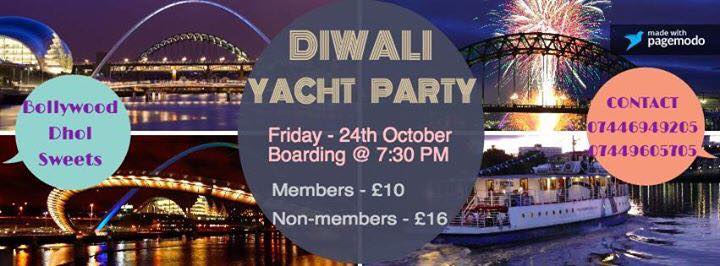 DIWALI
YACHT PARTY
Friday - 24th October
Boarding @ 7:30 PM
Members - £10
Non-members - £16
Bollywood
Dhol
Sweets
CONTACT
07446949205
07449605705
made with
pagemodo